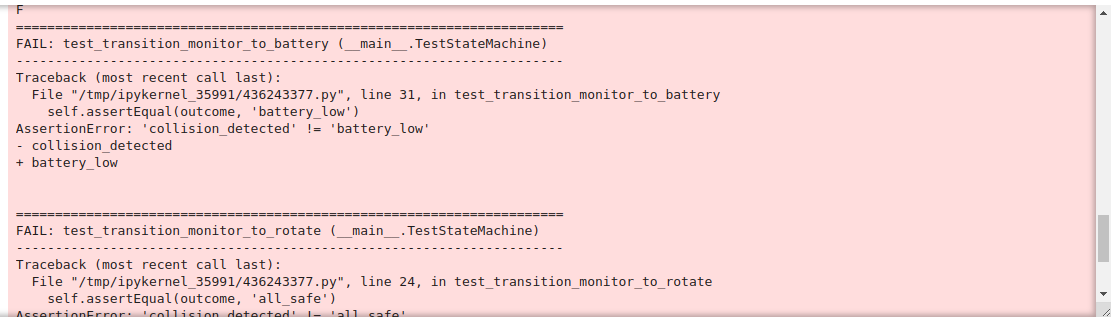 F
======================================================================
FAIL: test_transition_monitor_to_battery (__main__.TestStateMachine)
----------------------------------------------------------------------
Traceback (most recent call last):
  File "/tmp/ipykernel_35991/436243377.py", line 31, in test_transition_monitor_to_battery
    self.assertEqual(outcome, 'battery_low')
AssertionError: 'collision_detected' != 'battery_low'
- collision_detected
+ battery_low
======================================================================
FAIL: test_transition_monitor_to_rotate (__main__.TestStateMachine)
----------------------------------------------------------------------
Traceback (most recent call last):
  File "/tmp/ipykernel_35991/436243377.py", line 24, in test_transition_monitor_to_rotate
    self.assertEqual(outcome, 'all_safe')
AssertionError: 'collision_detected' != 'all_safe'